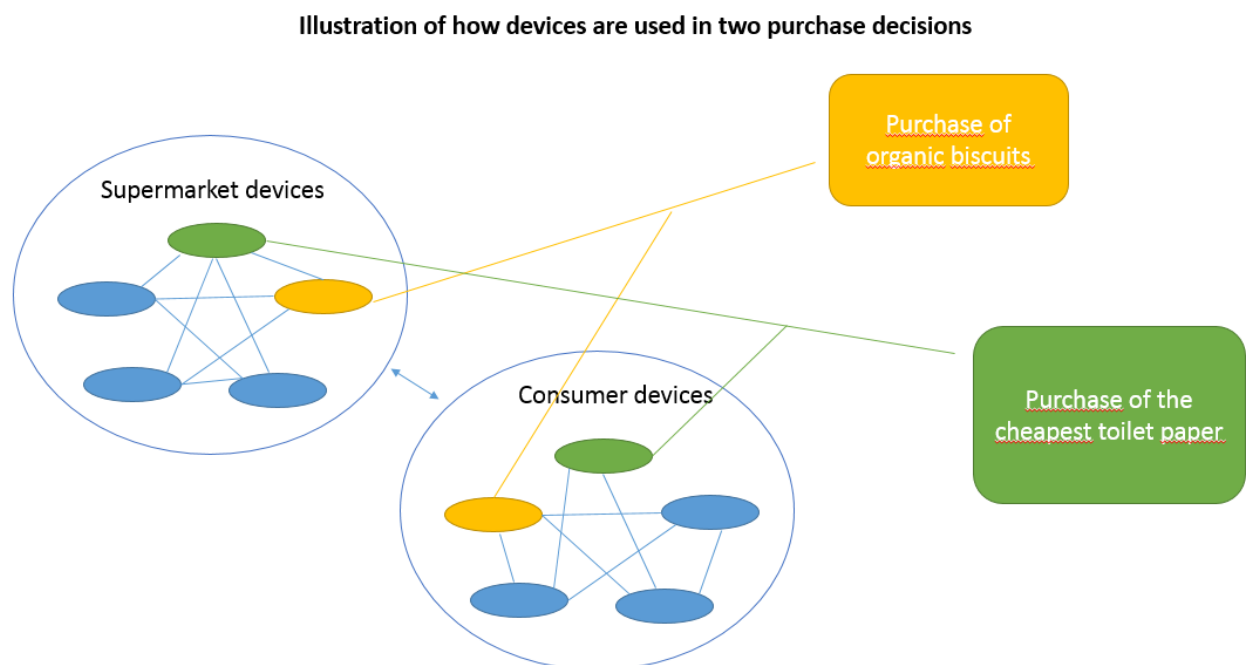 Illustration of how devices are used in two purchase decisions
Purchase of
organic biscuits
Supermarket devices
Consumer devices
Purchase of the
cheapest toilet paper